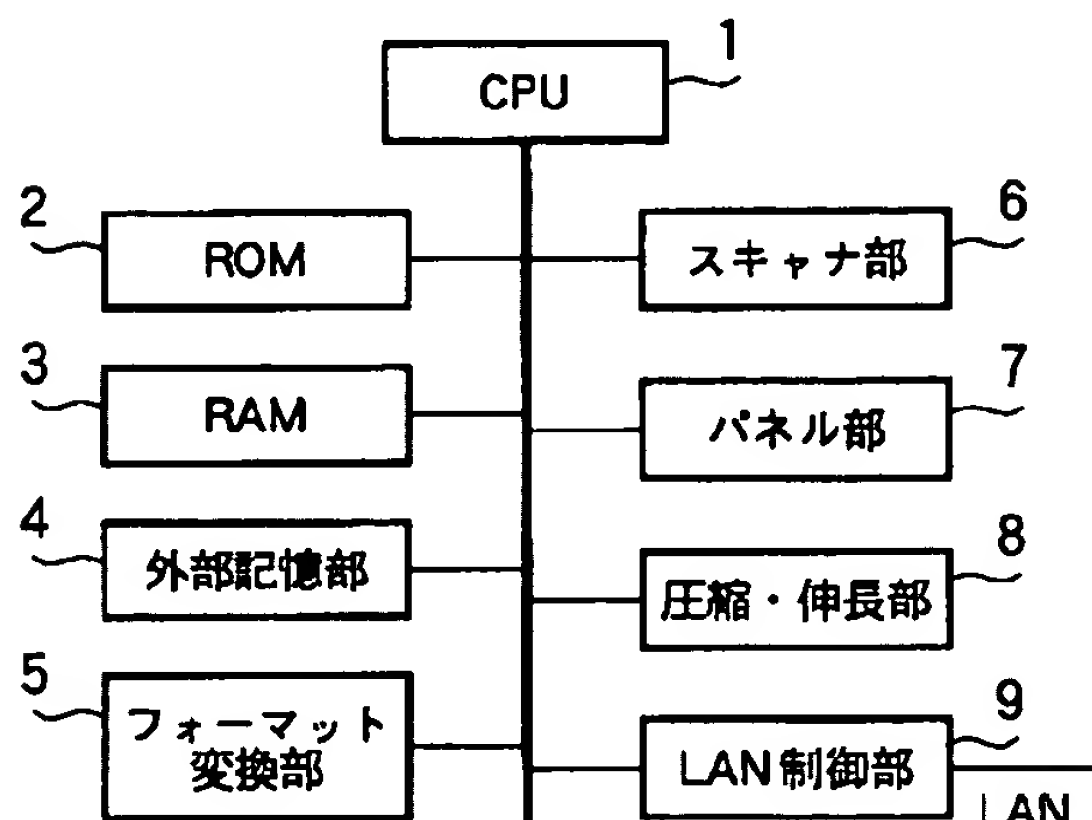 1
CPU
2
ROM
6
スキャナ部
3
RAM
7
パネル部
4
外部記憶部
8
圧縮・伸長部
5
フォーマット
変換部
9
LAN制御部
LAN